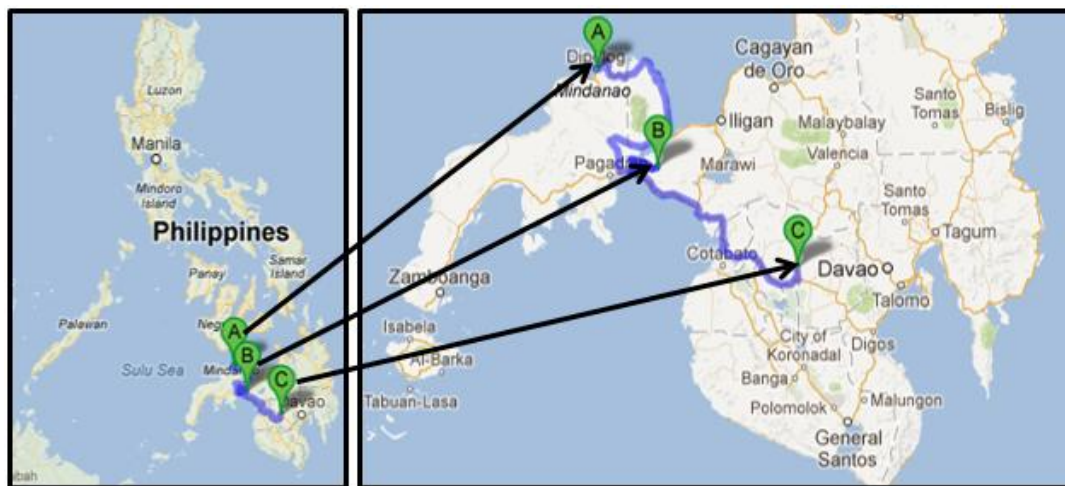 Luzon
Manila
Mindoro
Island
Philippines
Panay
Samar
Island
Palawan
Neg
A
B
Sulu Sea
Minda
C
Davao
bah
A
Dipolog
Mindanao
Cagayan
de Oro
Santo
Tomas
Bislig
B
Iligan
Malaybalay
Pagad
Marawi
Valencia
Santo
Tomas
C
Cotabato
Tagum
Zamboanga
Davao
Talomo
Isabela
City of
Koronadal
Digos
Al-Barka
Banga
Tabuan-Lasa
Polomolok
Malungon
General
Santos